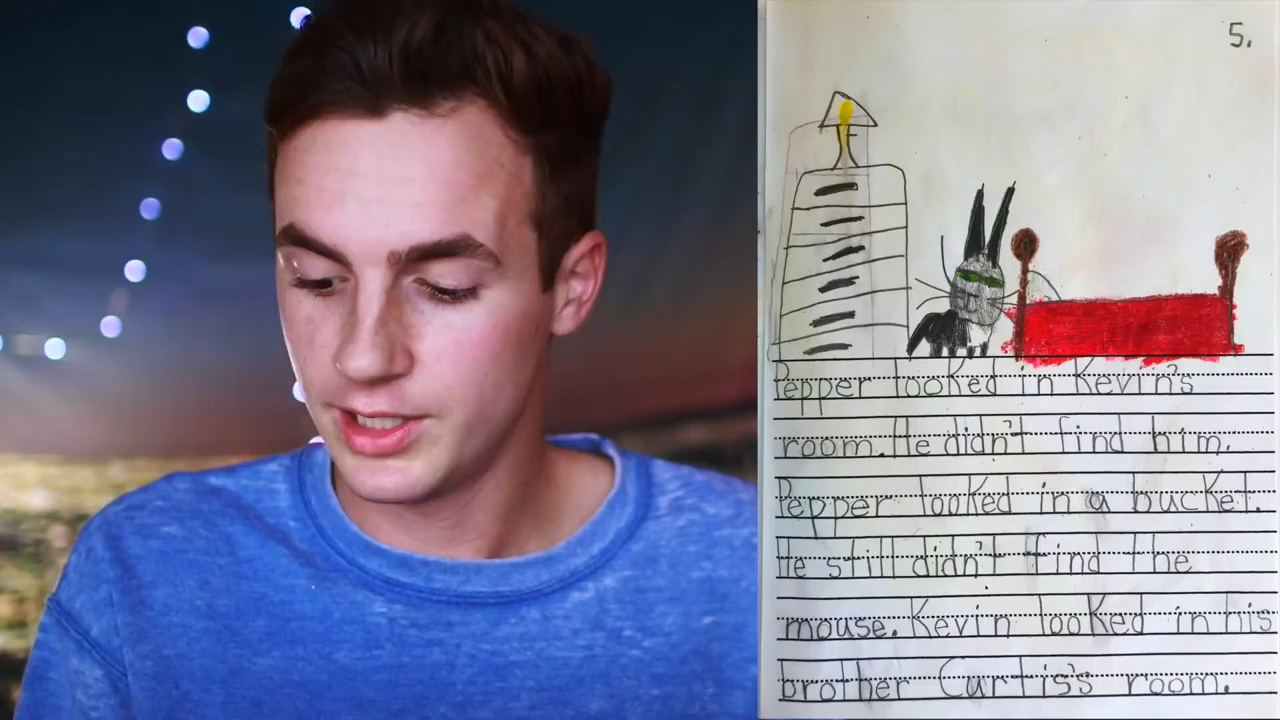 5.
Pepper looked in Kevin's
room. He didn't find him.
Pepper looked in a bucket.
He still didn't find the
mouse. Kevin looked in his
brother Curtis's room.